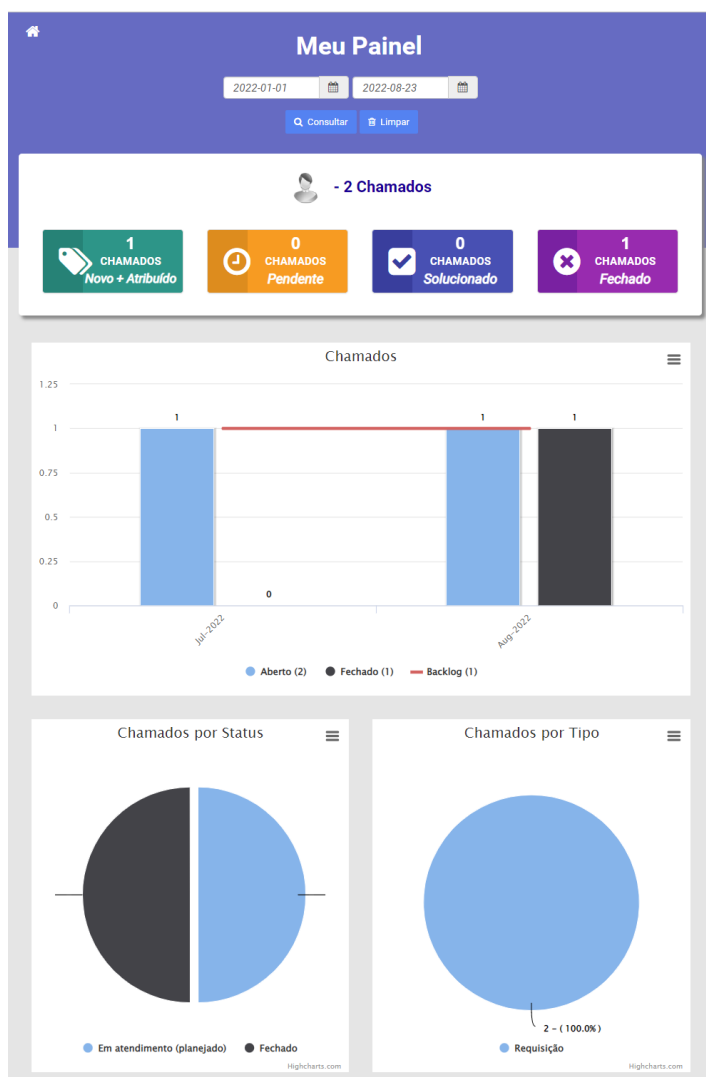 Meu Painel
2022-01-01 2022-08-23
Consultar Limpar
- 2 Chamados
1
CHAMADOS
Novo + Atribuído
0
CHAMADOS
Pendente
0
CHAMADOS
Solucionado
1
CHAMADOS
Fechado
Chamados
1.25
1
0.75
0.5
0.25
0
1
0
1
1
Jul-2022
Aug-2022
Aberto (2) Fechado (1) Backlog (1)
Chamados por Status
Em atendimento (planejado) Fechado
Highcharts.com
Chamados por Tipo
2 - ( 100.0% )
Requisição
Highcharts.com